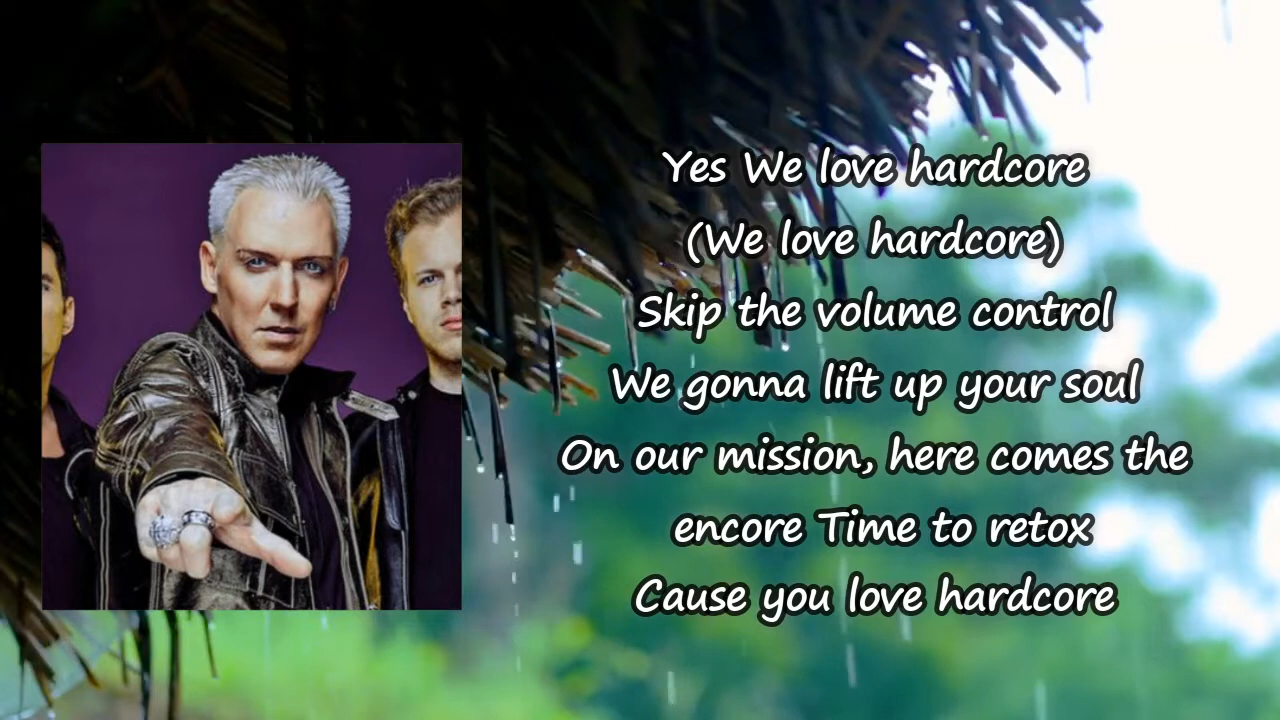 Yes We love hardcore
(We love hardcore)
Skip the volume control
We gonna lift up your soul
On our mission, here comes the
encore Time to retox
Cause you love hardcore